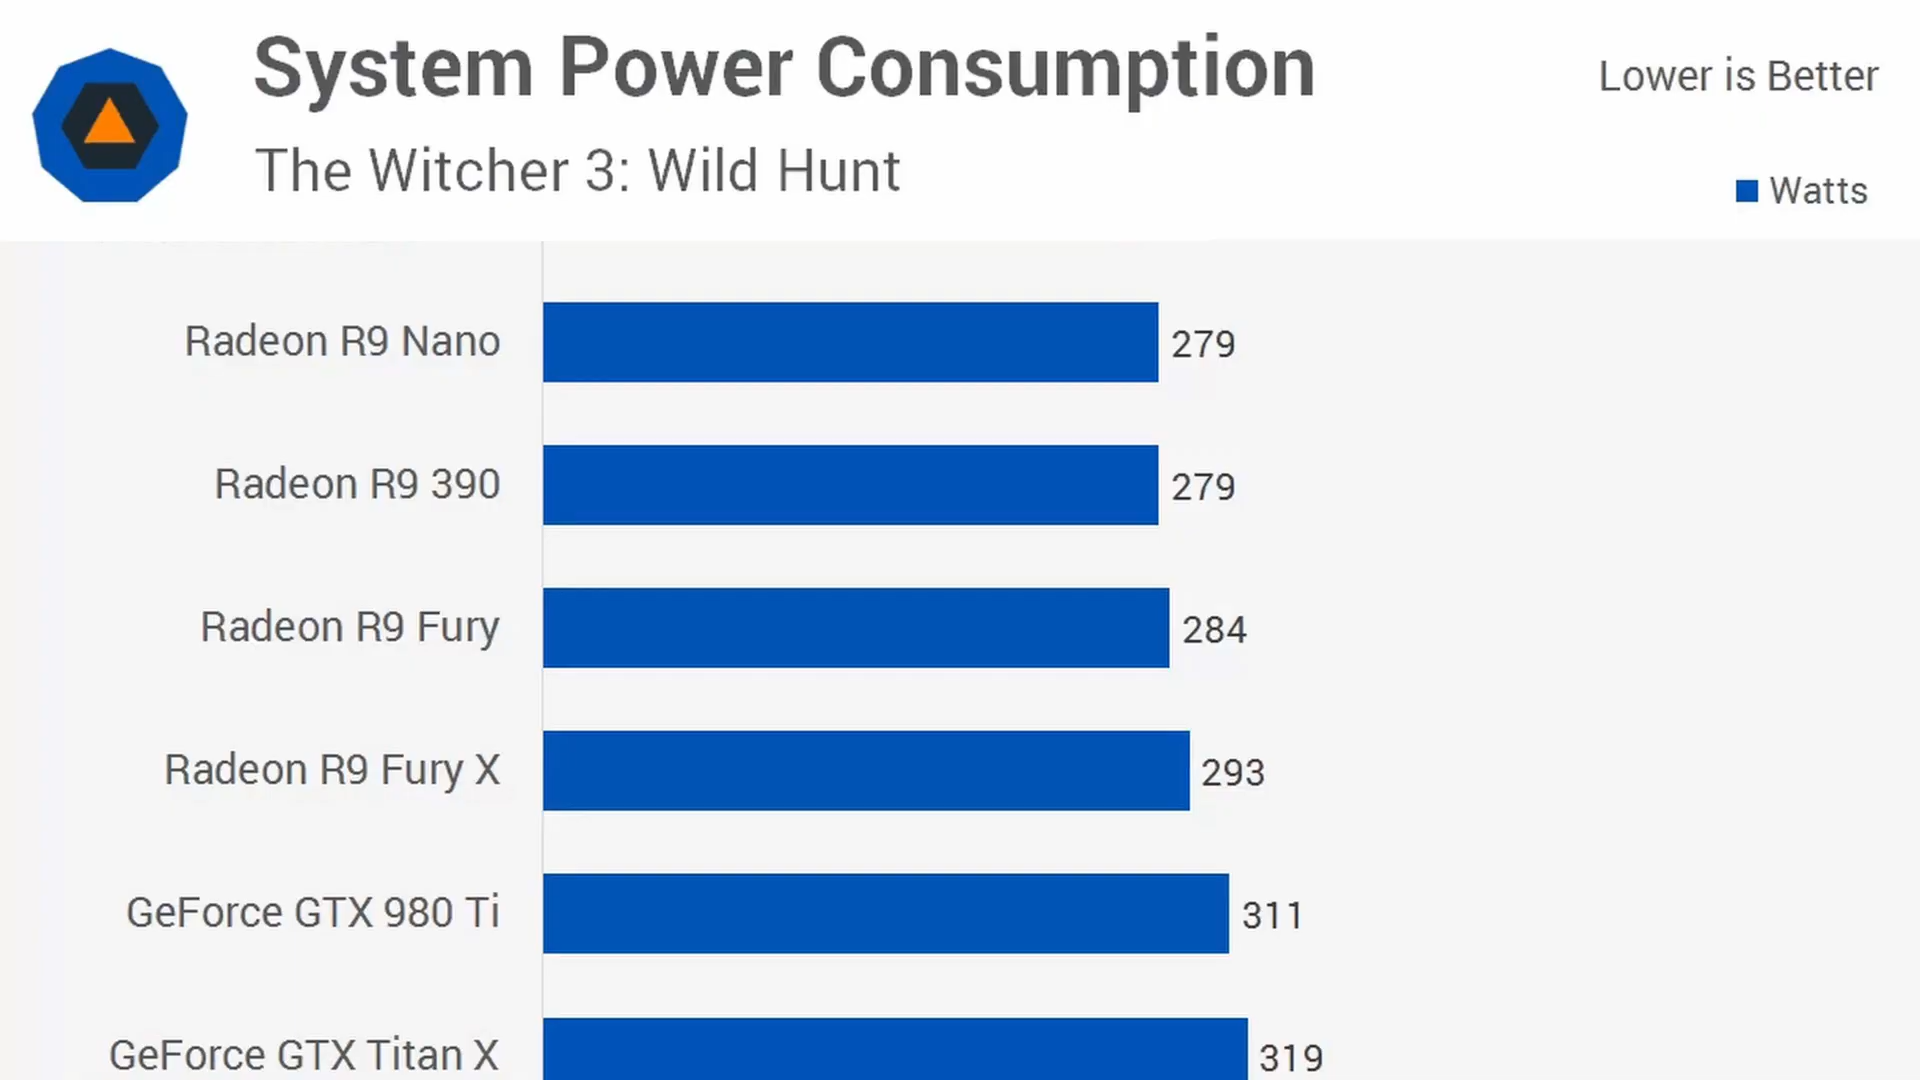 System Power Consumption
Lower is Better
The Witcher 3: Wild Hunt
Watts
Radeon R9 Nano 279
Radeon R9 390 279
Radeon R9 Fury 284
Radeon R9 Fury X 293
GeForce GTX 980 Ti 311
GeForce GTX Titan X 319